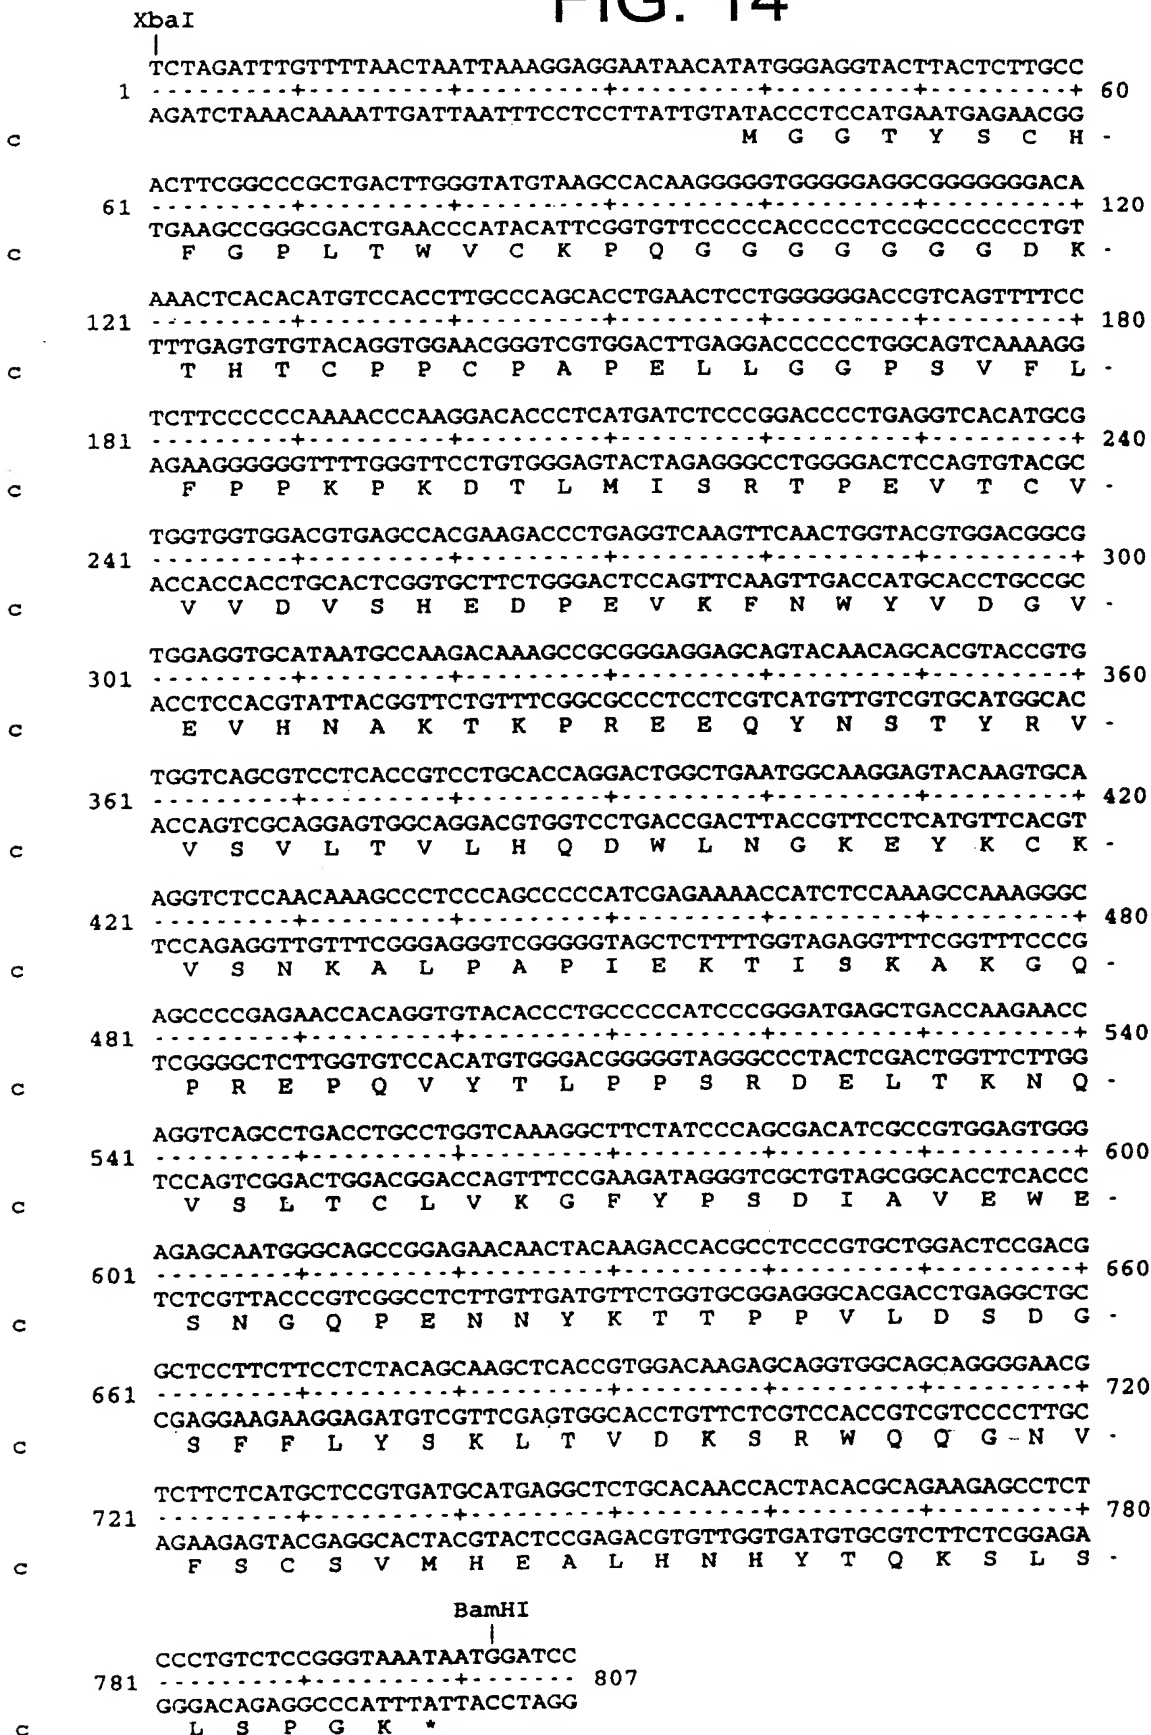 FIG. 14
XbaI
|
TCTAGATTTGTTTTAACTAATTAAAGGAGGAATAACATATGGGAGGTACTTACTCTTGCC
1 ---------+---------+---------+---------+---------+---------+ 60
AGATCTAAACAAAATTGATTAATTTCCTCCTTATTGTATACCCTCCATGAATGAGAACGG
c M G G T Y S C H -
ACTTCGGCCCGCTGACTTGGGTATGTAAGCCACAAGGGGGTGGGGGAGGCGGGGGGGACA
61 ---------+---------+---------+---------+---------+---------+ 120
TGAAGCCGGGCGACTGAACCCATACATTCGGTGTTCCCCCACCCCCTCCGCCCCCCCTGT
c F G P L T W V C K P Q G G G G G G G D K -
AAACTCACACATGTCCACCTTGCCCAGCACCTGAACTCCTGGGGGGACCGTCAGTTTTCC
121 ---------+---------+---------+---------+---------+---------+ 180
TTTGAGTGTGTACAGGTGGAACGGGTCGTGGACTTGAGGACCCCCCTGGCAGTCAAAAGG
c T H T C P P C P A P E L L G G P S V F L -
TCTTCCCCCCAAAACCCAAGGACACCCTCATGATCTCCCGGACCCCTGAGGTCACATGCG
181 ---------+---------+---------+---------+---------+---------+ 240
AGAAGGGGGGTTTTGGGTTCCTGTGGGAGTACTAGAGGGCCTGGGGACTCCAGTGTACGC
c F P P K P K D T L M I S R T P E V T C V -
TGGTGGTGGACGTGAGCCACGAAGACCCTGAGGTCAAGTTCAACTGGTACGTGGACGGCG
241 ---------+---------+---------+---------+---------+---------+ 300
ACCACCACCTGCACTCGGTGCTTCTGGGACTCCAGTTCAAGTTGACCATGCACCTGCCGC
c V V D V S H E D P E V K F N W Y V D G V -
TGGAGGTGCATAATGCCAAGACAAAGCCGCGGGAGGAGCAGTACAACAGCACGTACCGTG
301 ---------+---------+---------+---------+---------+---------+ 360
ACCTCCACGTATTACGGTTCTGTTTCGGCGCCCTCCTCGTCATGTTGTCGTGCATGGCAC
c E V H N A K T K P R E E Q Y N S T Y R V -
TGGTCAGCGTCCTCACCGTCCTGCACCAGGACTGGCTGAATGGCAAGGAGTACAAGTGCA
361 ---------+---------+---------+---------+---------+---------+ 420
ACCAGTCGCAGGAGTGGCAGGACGTGGTCCTGACCGACTTACCGTTCCTCATGTTCACGT
c V S V L T V L H Q D W L N G K E Y K C K -
AGGTCTCCAACAAAGCCCTCCCAGCCCCCATCGAGAAAACCATCTCCAAAGCCAAAGGGC
421 ---------+---------+---------+---------+---------+---------+ 480
TCCAGAGGTTGTTTCGGGAGGGTCGGGGGTAGCTCTTTTGGTAGAGGTTTCGGTTTCCCG
c V S N K A L P A P I E K T I S K A K G Q -
AGCCCCGAGAACCACAGGTGTACACCCTGCCCCCATCCCGGGATGAGCTGACCAAGAACC
481 ---------+---------+---------+---------+---------+---------+ 540
TCGGGGCTCTTGGTGTCCACATGTGGGACGGGGGTAGGGCCCTACTCGACTGGTTCTTGG
c P R E P Q V Y T L P P S R D E L T K N Q -
AGGTCAGCCTGACCTGCCTGGTCAAAGGCTTCTATCCCAGCGACATCGCCGTGGAGTGGG
541 ---------+---------+---------+---------+---------+---------+ 600
TCCAGTCGGACTGGACGGACCAGTTTCCGAAGATAGGGTCGCTGTAGCGGCACCTCACCC
c V S L T C L V K G F Y P S D I A V E W E -
AGAGCAATGGGCAGCCGGAGAACAACTACAAGACCACGCCTCCCGTGCTGGACTCCGACG
601 ---------+---------+---------+---------+---------+---------+ 660
TCTCGTTACCCGTCGGCCTCTTGTTGATGTTCTGGTGCGGAGGGCACGACCTGAGGCTGC
c S N G Q P E N N Y K T T P P V L D S D G -
GCTCCTTCTTCCTCTACAGCAAGCTCACCGTGGACAAGAGCAGGTGGCAGCAGGGGAACG
661 ---------+---------+---------+---------+---------+---------+ 720
CGAGGAAGAAGGAGATGTCGTTCGAGTGGCACCTGTTCTCGTCCACCGTCGTCCCCTTGC
c S F F L Y S K L T V D K S R W Q Q G N V -
TCTTCTCATGCTCCGTGATGCATGAGGCTCTGCACAACCACTACACGCAGAAGAGCCTCT
721 ---------+---------+---------+---------+---------+---------+ 780
AGAAGAGTACGAGGCACTACGTACTCCGAGACGTGTTGGTGATGTGCGTCTTCTCGGAGA
c F S C S V M H E A L H N H Y T Q K S L S -
BamHI
|
CCCTGTCTCCGGGTAAATAATGGATCC
781 ---------+---------+------- 807
GGGACAGAGGCCCATTTATTACCTAGG
c L S P G K *